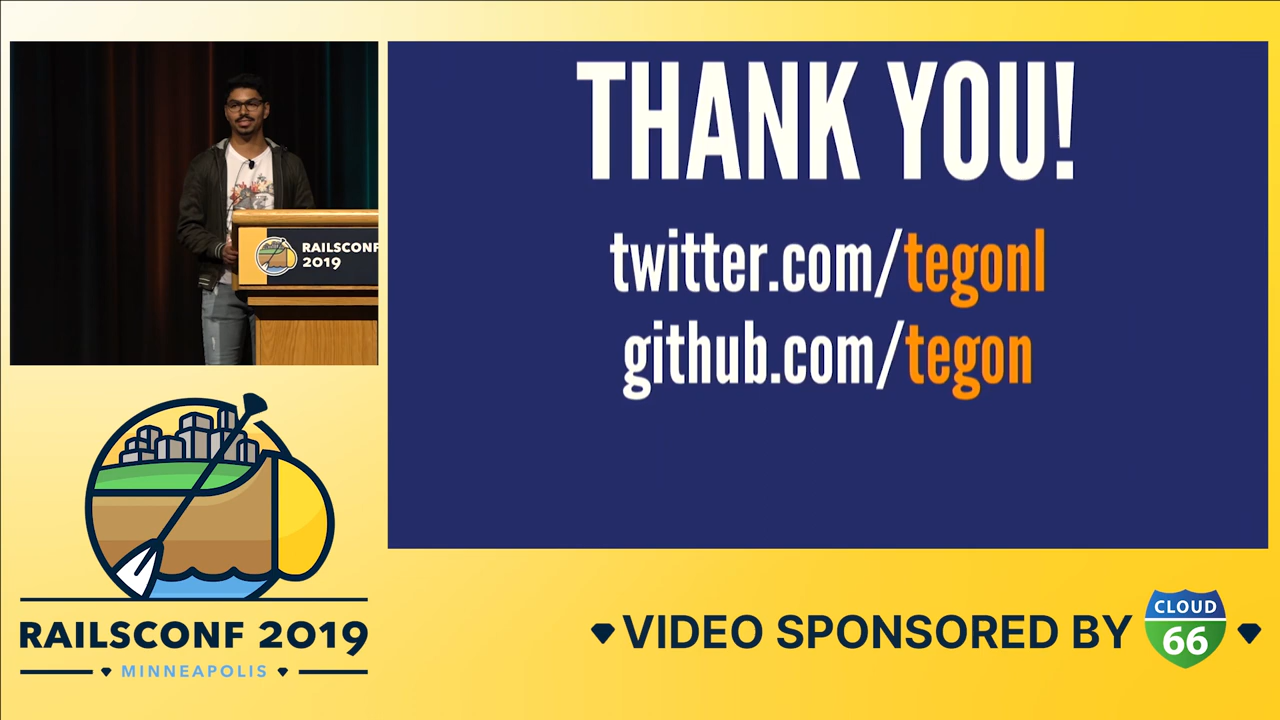 THANK YOU!
twitter.com/tegonl
github.com/tegon
RAILSCONF
2019
RAILSCONF 2019
MINNEAPOLIS
VIDEO SPONSORED BY
CLOUD
66